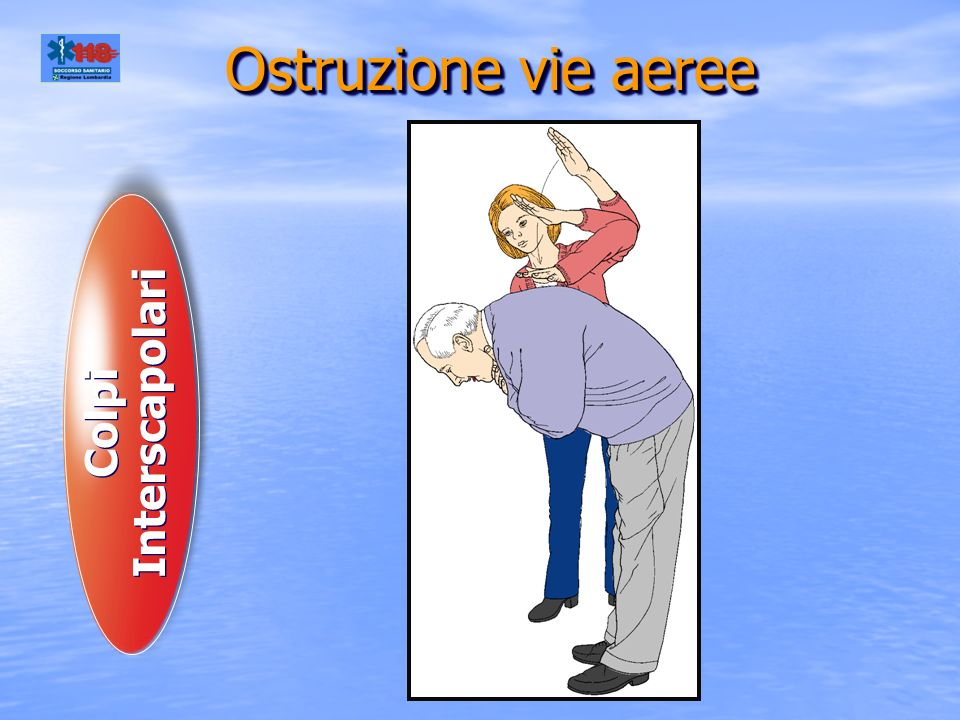 118
SOCCORSO SANITARIO
Regione Lombardia
Ostruzione vie aeree
Colpi
Interscapolari